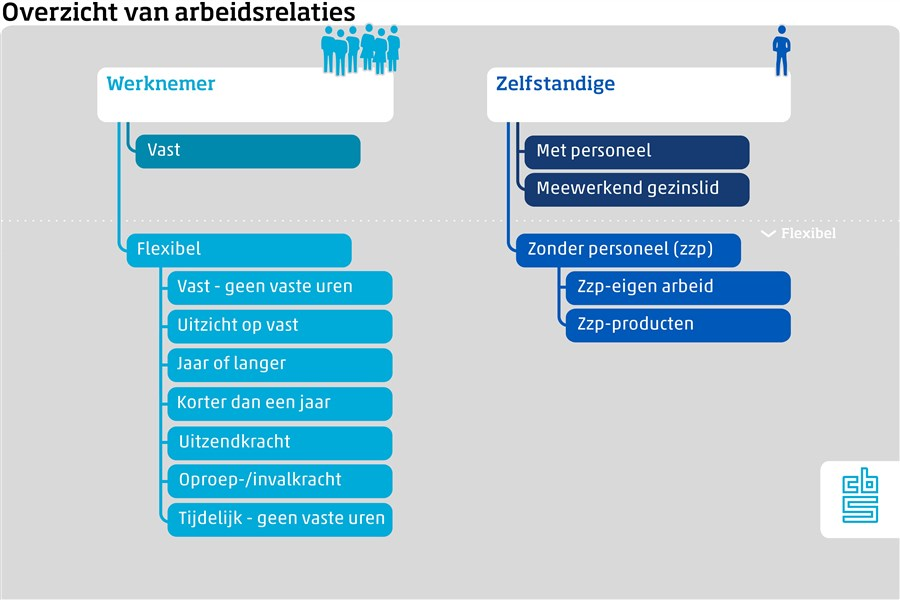 Overzicht van arbeidsrelaties
Werknemer
Vast
Flexibel
Vast - geen vaste uren
Uitzicht op vast
Jaar of langer
Korter dan een jaar
Uitzendkracht
Oproep-/invalkracht
Tijdelijk - geen vaste uren
Zelfstandige
Met personeel
Meewerkend gezinslid
Flexibel
Zonder personeel (zzp)
Zzp-eigen arbeid
Zzp-producten
cbs